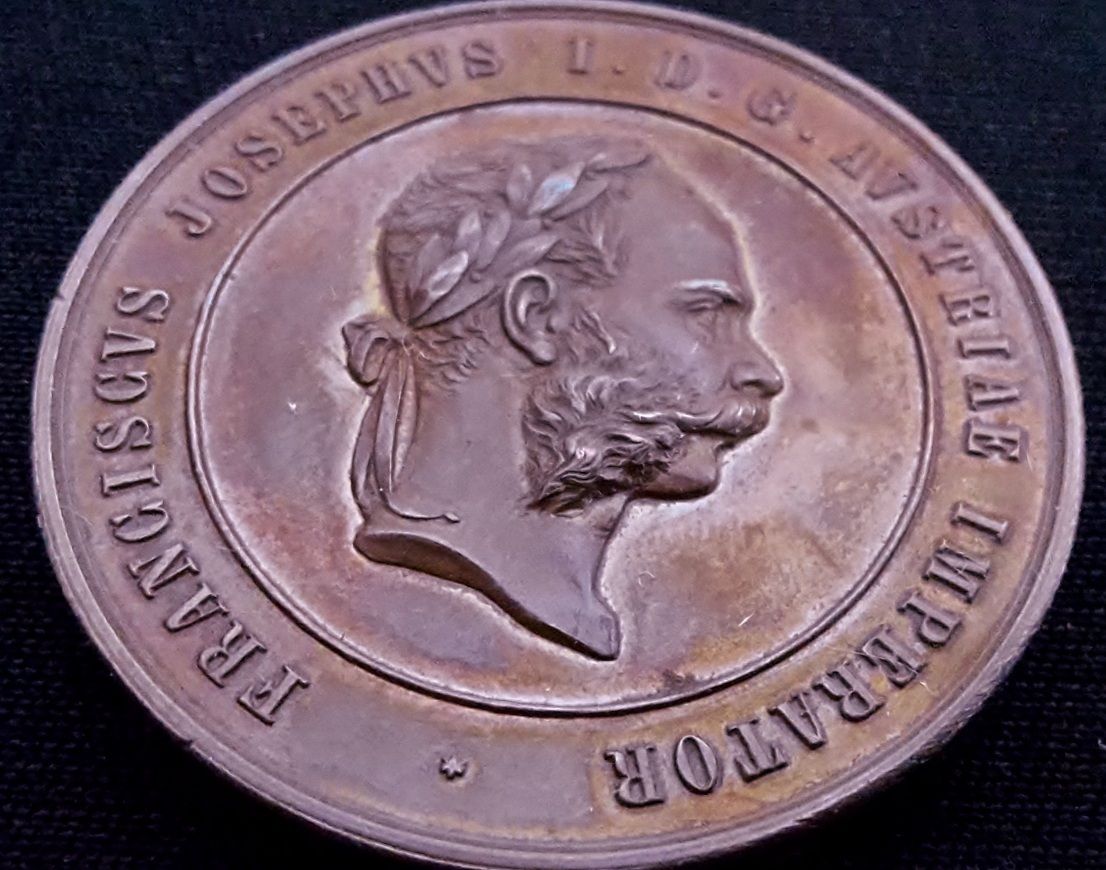 FRANCISCVS JOSEPHVS I. D. G. AVSTRIAE IMPERATOR *